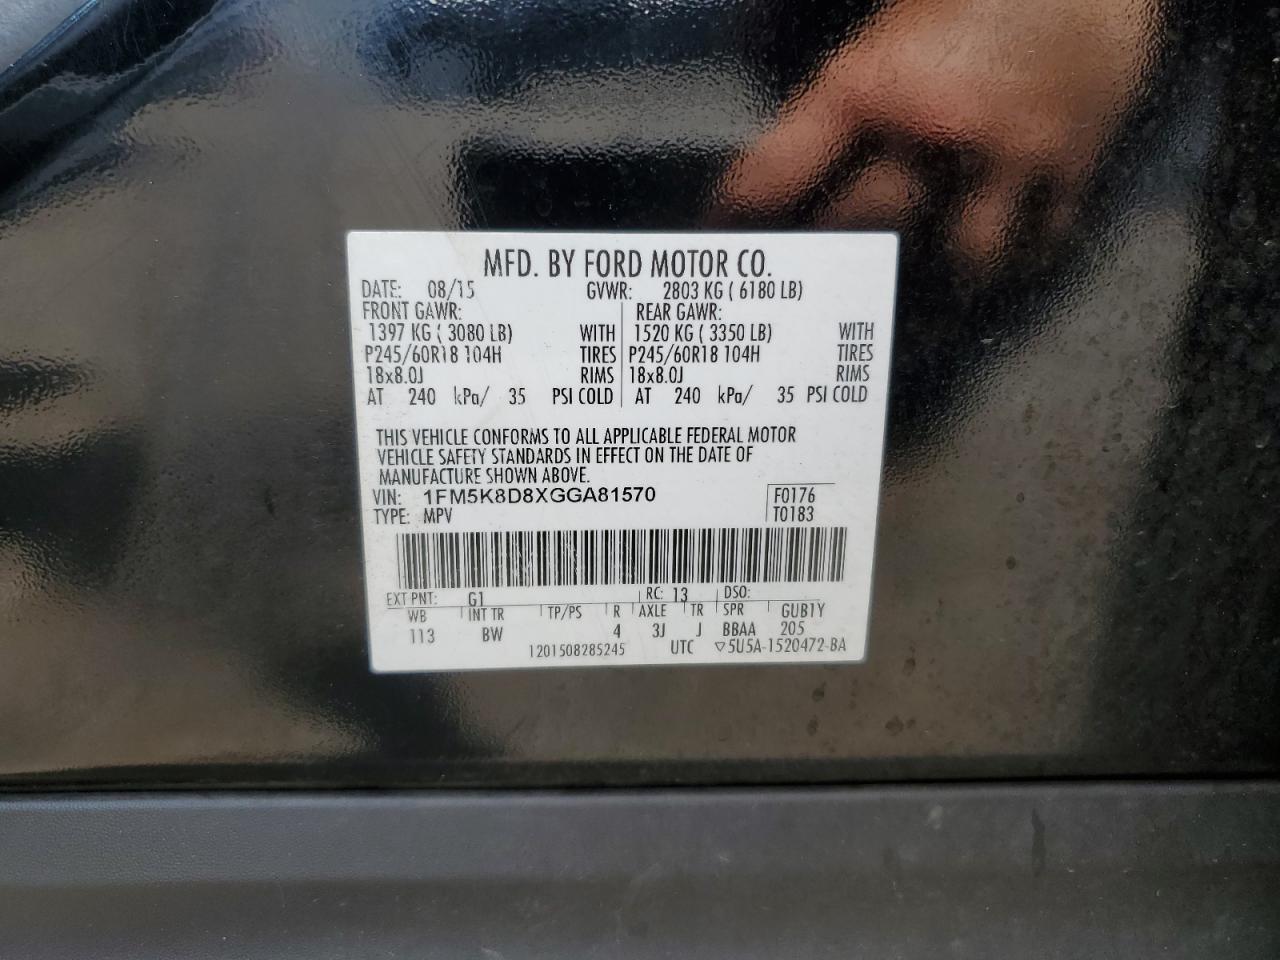 MFD. BY FORD MOTOR CO.
DATE: 08/15 GVWR: 2803 KG ( 6180 LB)
FRONT GAWR: REAR GAWR:
1397 KG ( 3080 LB) WITH 1520 KG ( 3350 LB) WITH
P245/60R18 104H TIRES P245/60R18 104H TIRES
18x8.0J RIMS 18x8.0J RIMS
AT 240 kPa/ 35 PSI COLD AT 240 kPa/ 35 PSI COLD
THIS VEHICLE CONFORMS TO ALL APPLICABLE FEDERAL MOTOR
VEHICLE SAFETY STANDARDS IN EFFECT ON THE DATE OF
MANUFACTURE SHOWN ABOVE.
VIN: 1FM5K8D8XGGA81570 F0176
TYPE: MPV T0183
EXT PNT: G1 RC: 13 DSO:
WB INT TR TP/PS R AXLE TR SPR GUB1Y
113 BW 4 3J J BBAA 205
1201508285245 UTC ▽5U5A-1520472-BA